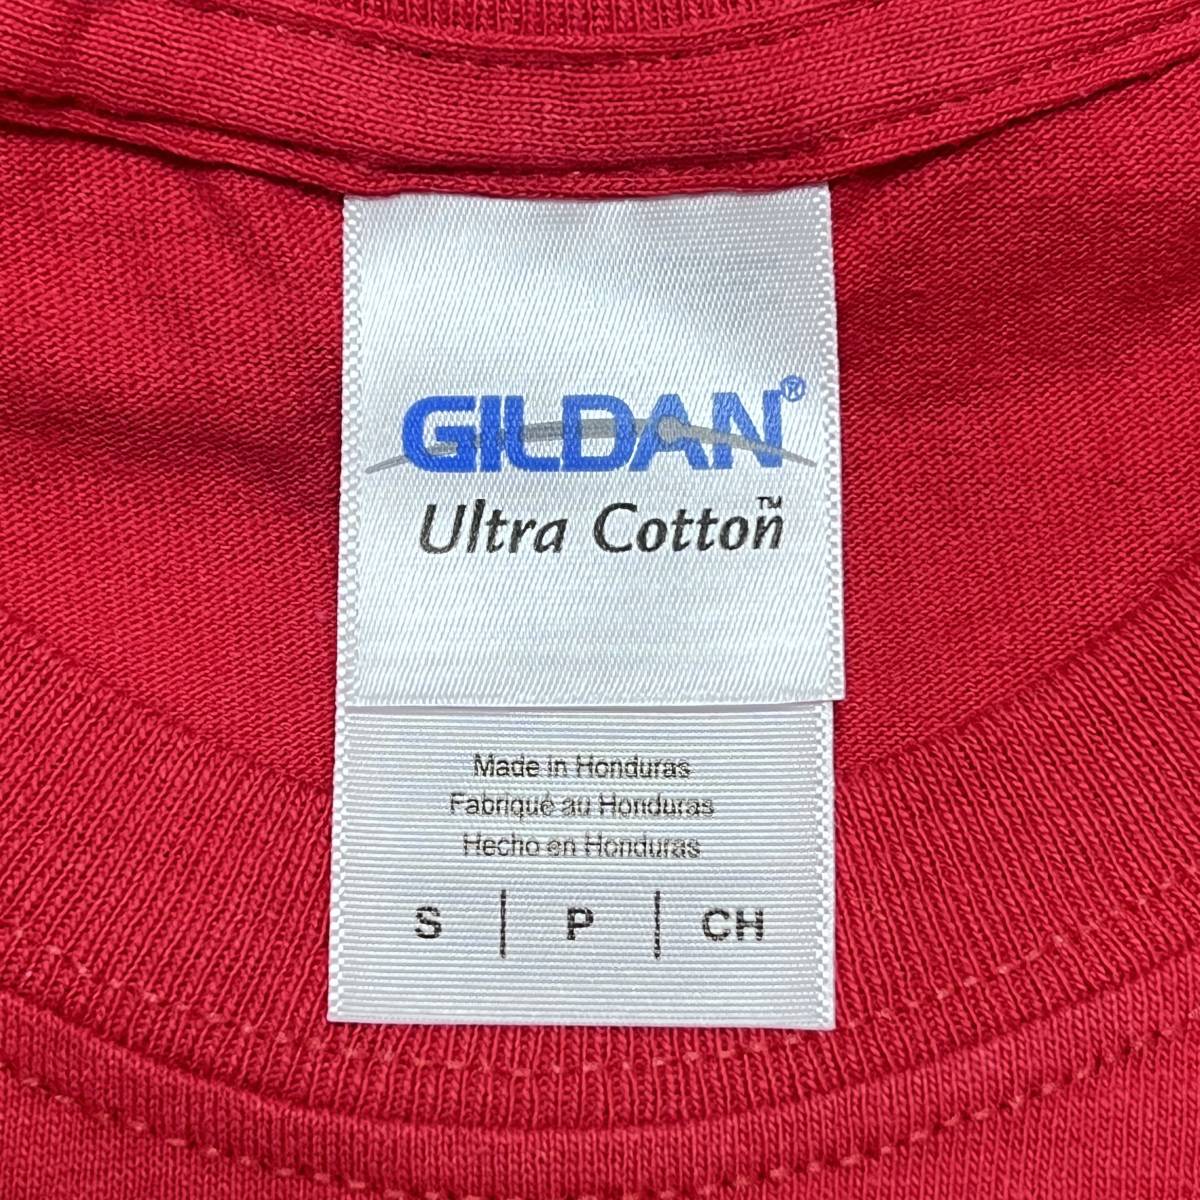 GILDAN®
Ultra Cotton™
Made in Honduras
Fabriqué au Honduras
Hecho en Honduras
S | P | CH